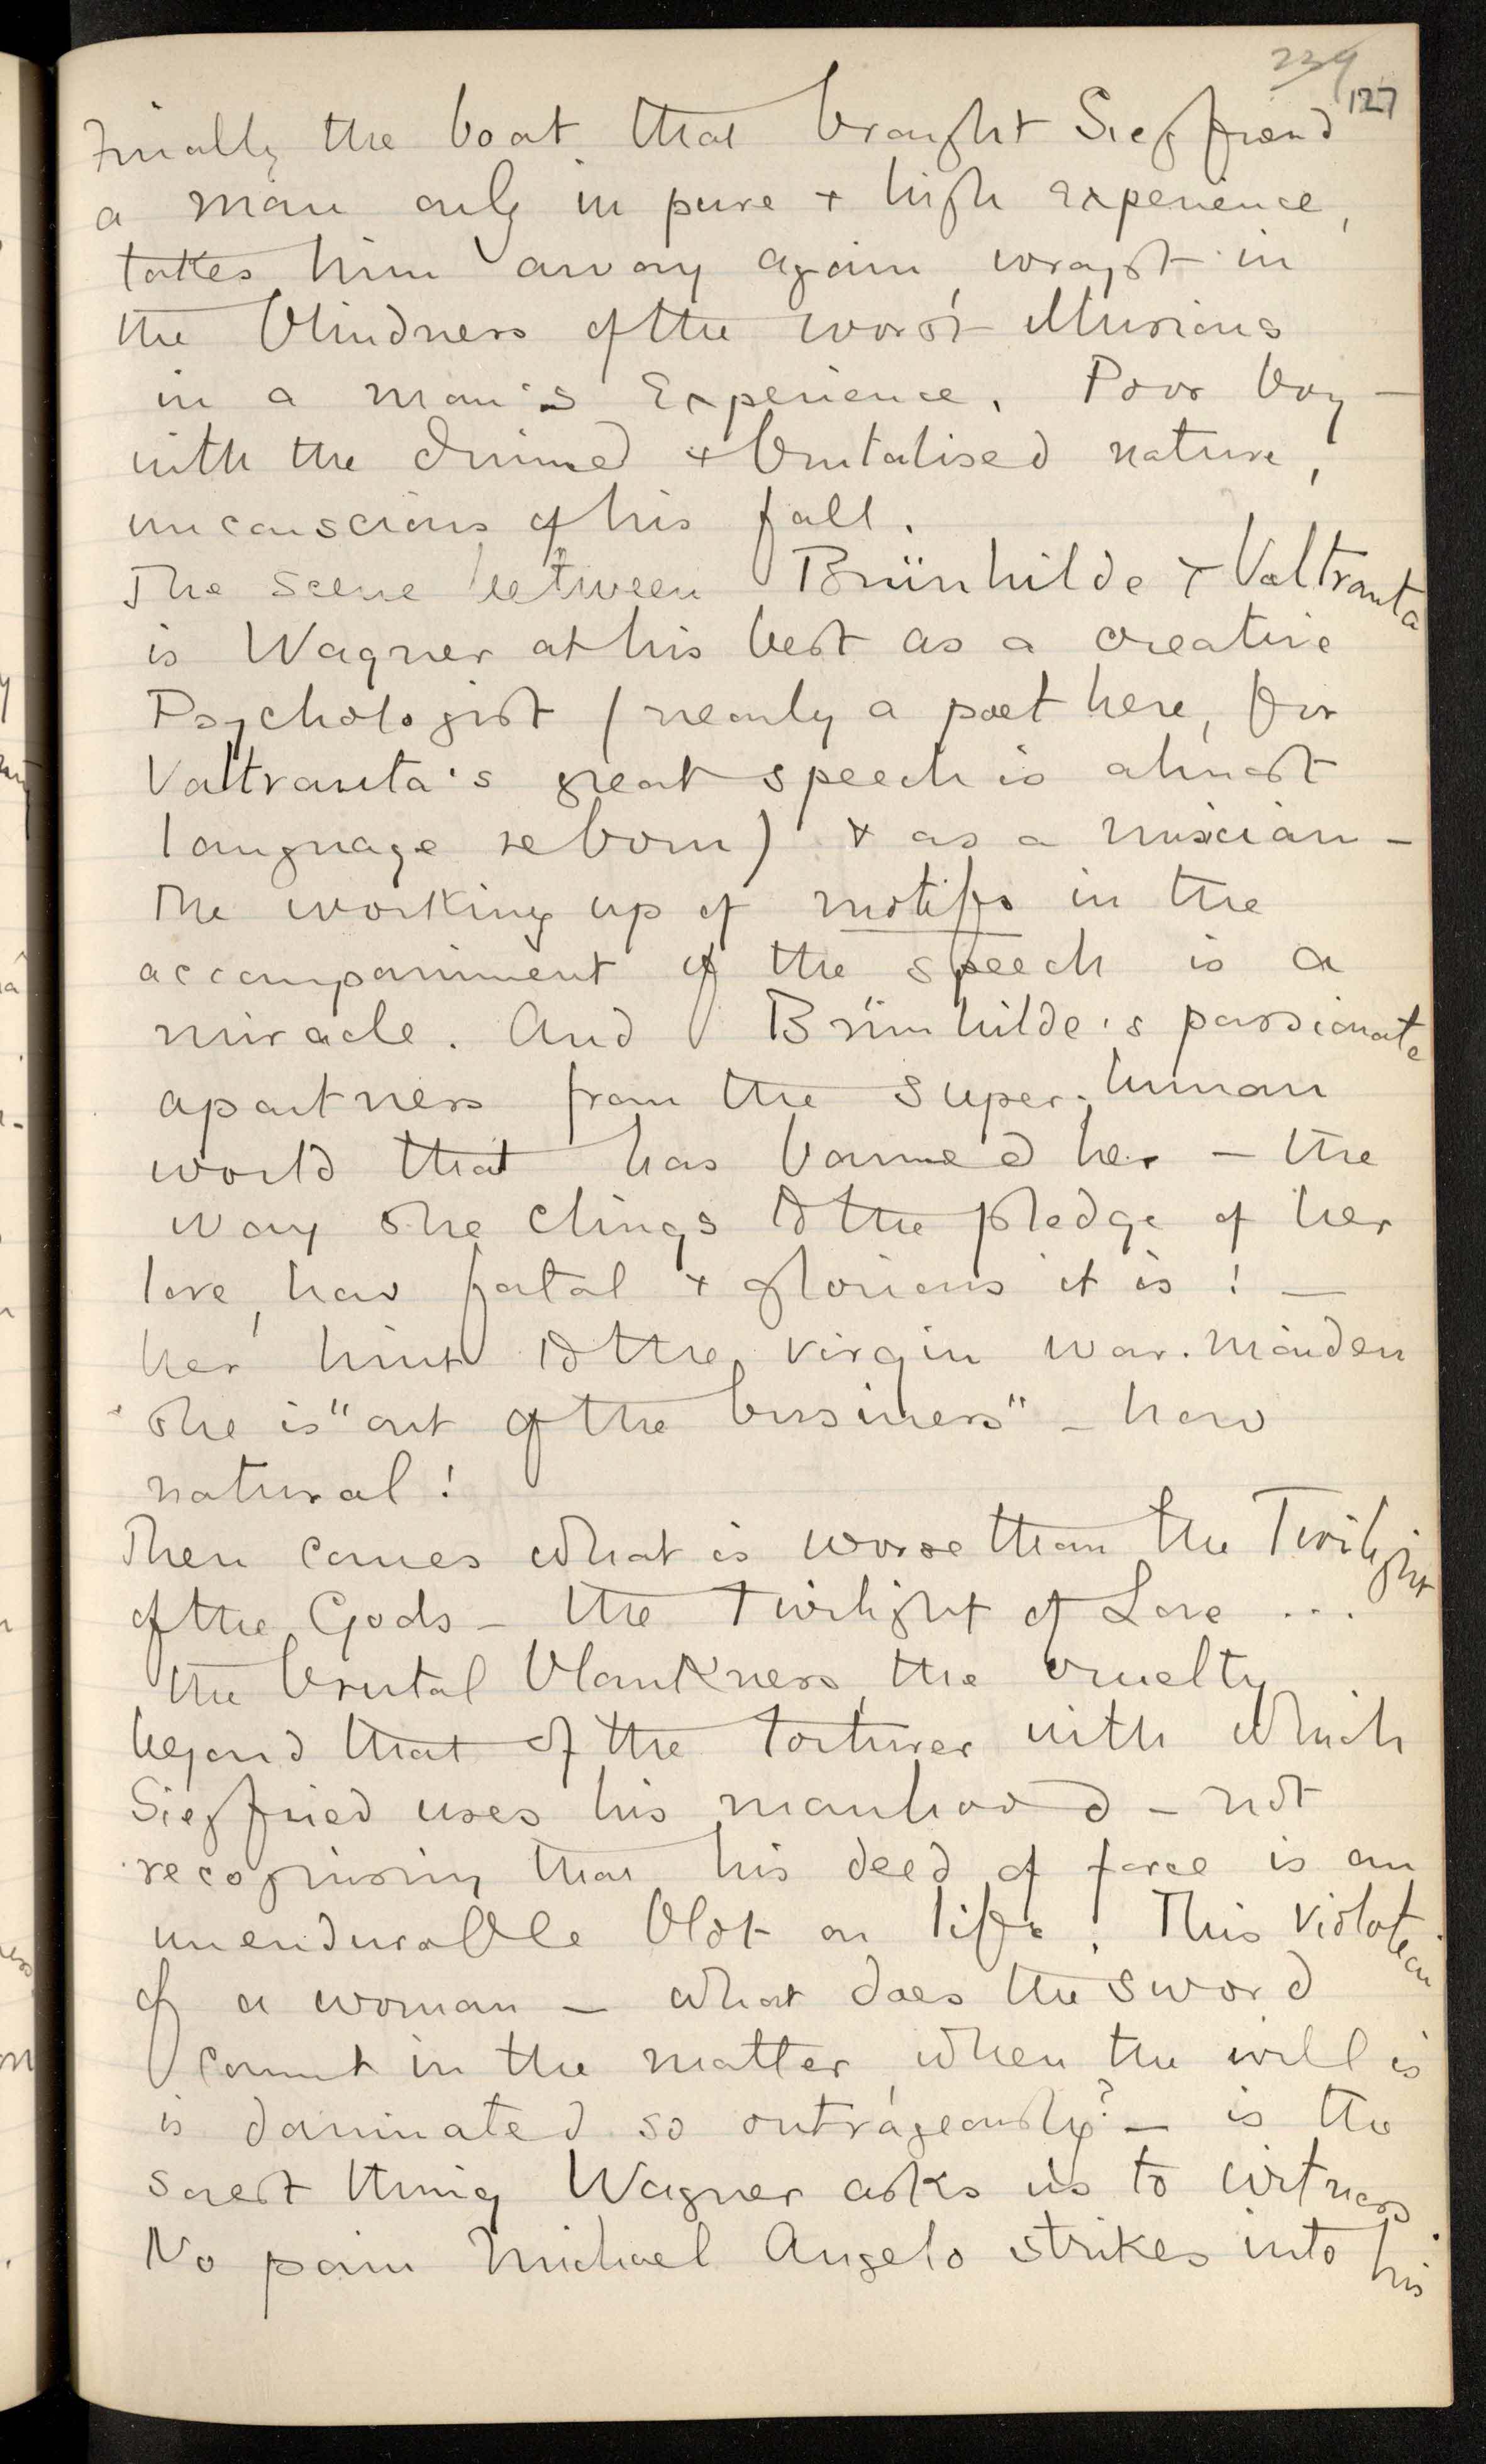 239
127
Finally the boat that brought Siegfried
a man only in pure + high experience,
takes him away again, wrapt in
the blindness of the worst illusions
in a man's Experience. Poor boy —
with the dimmed + brutalised nature,
unconscious of his fall.
The scene between Brünhilde + Valtrauta
is Wagner at his best as a creative
Psychologist (nearly a poet here, for
Valtrauta's great speech is almost
language reborn) + as a musician —
The working up of motifs in the
accompaniment of the speech is a
miracle. And Brünhilde's passionate
apartness from the super-human
world that has banned her — the
way she clings to the pledge of her
love, how fatal + glorious it is! —
her hint to the virgin war-maiden
she is "out of the business" — how
natural!
Then comes what is worse than the Twilight
of the Gods — the Twilight of Love ...
the brutal blankness, the cruelty
beyond that of the torturer with which
Siegfried uses his manhood — not
recognising that his deed of force is an
unendurable blot on life! This violation
of a woman — what does the sword
count in the matter, when the will is
is dominated so outrageously? — is the
sorest thing Wagner asks us to witness.
No pain Michael Angelo strikes into his